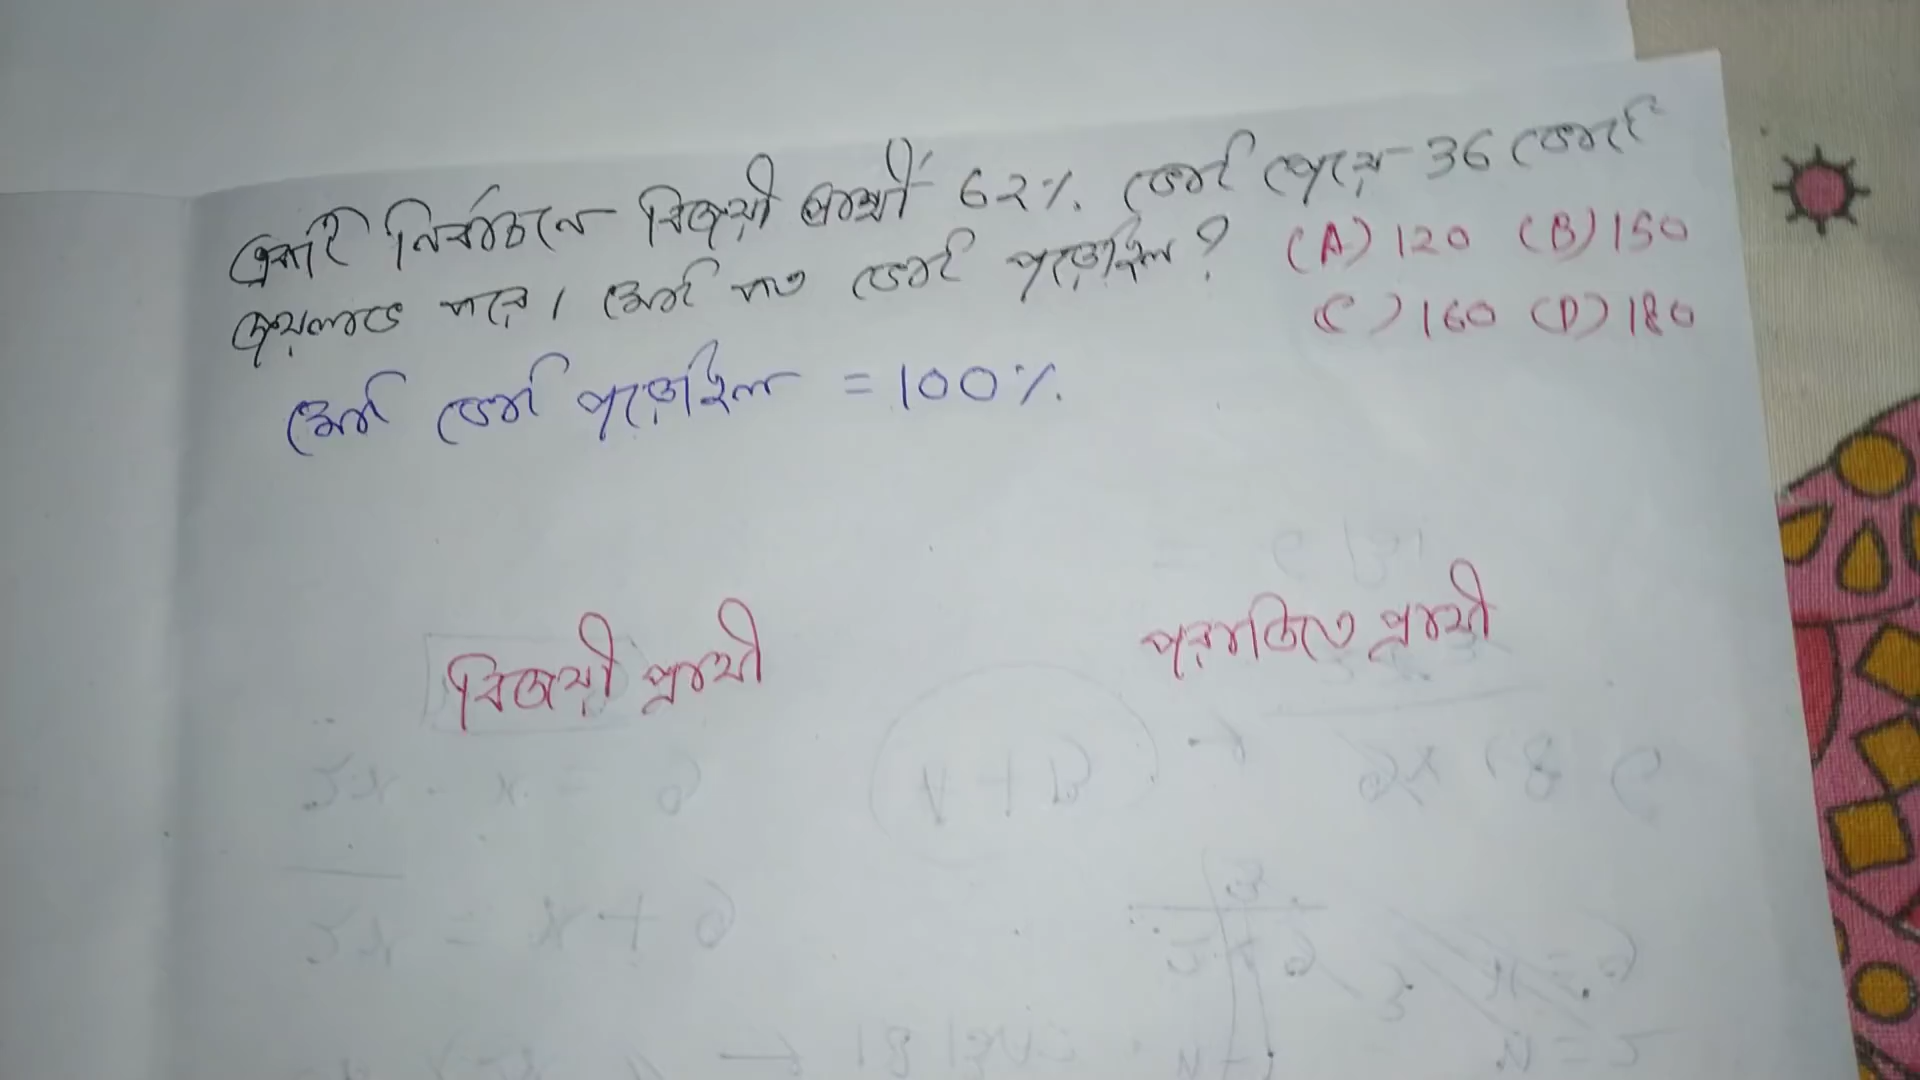 একটি নির্বাচনে বিজয়ী প্রার্থী 62%. ভোট পেয়ে 36 ভোটে
জয়লাভ করে। মোট কত ভোট পড়েছিল? (A) 120 (B) 150
(C) 160 (D) 180
মোট ভোট পড়েছিল = 100%.
বিজয়ী প্রার্থী
পরাজিত প্রার্থী